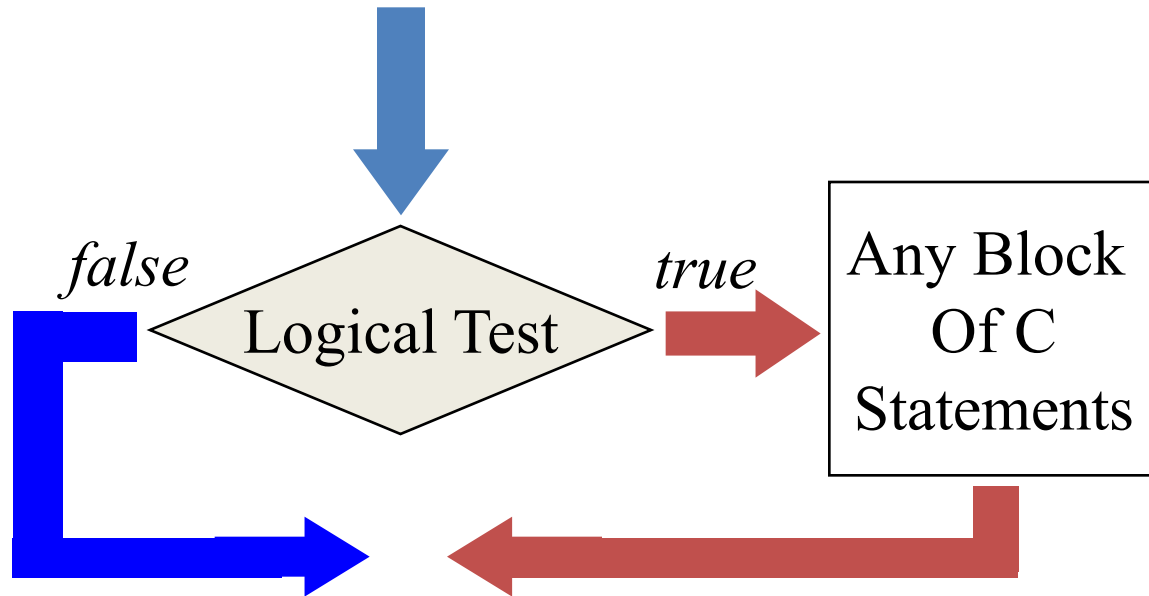 false
Logical Test
true
Any Block
Of C
Statements